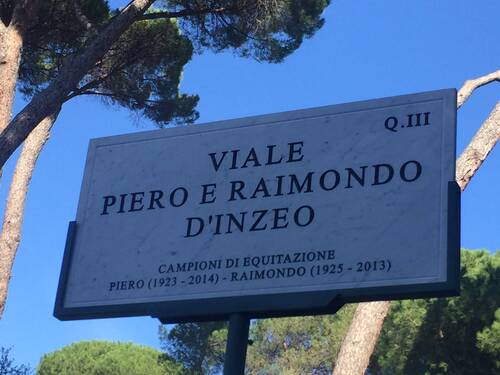 Q.III
VIALE
PIERO E RAIMONDO
D'INZEO
CAMPIONI DI EQUITAZIONE
PIERO (1923 - 2014) - RAIMONDO (1925 - 2013)